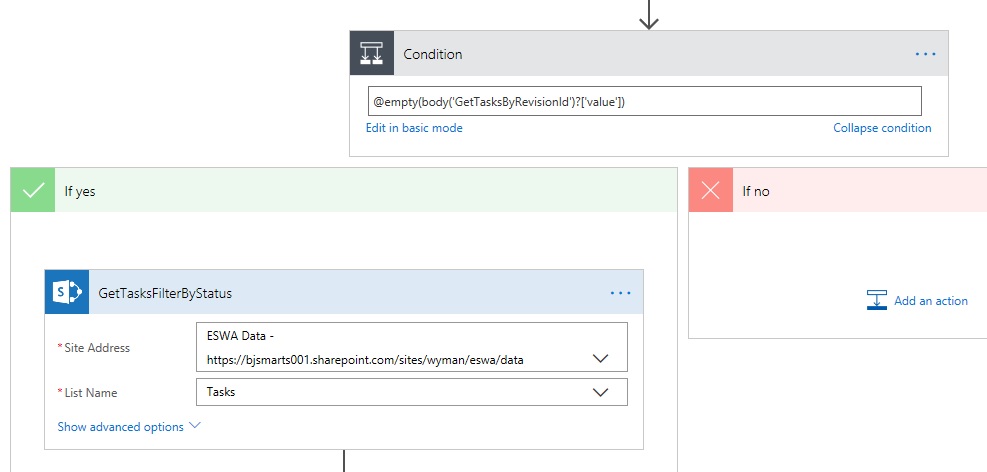 Condition
...
@empty(body('GetTasksByRevisionId')?['value'])
Edit in basic mode
Collapse condition
If yes
If no
GetTasksFilterByStatus
...
*Site Address
ESWA Data -
https://bjsmarts001.sharepoint.com/sites/wyman/eswa/data
*List Name
Tasks
Show advanced options
Add an action